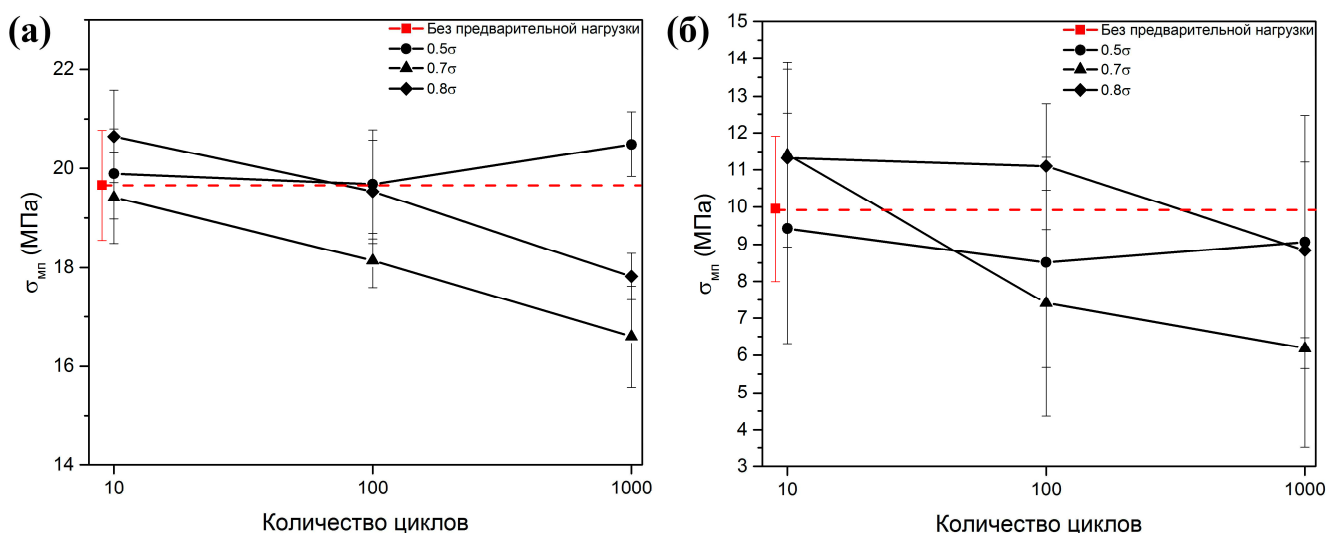 (а)
Без предварительной нагрузки
0.5σ
0.7σ
0.8σ
22
20
18
16
14
σмп (МПа)
10
100
1000
Количество циклов
(б)
Без предварительной нагрузки
0.5σ
0.7σ
0.8σ
15
14
13
12
11
10
9
8
7
6
5
4
3
σмп (МПа)
10
100
1000
Количество циклов